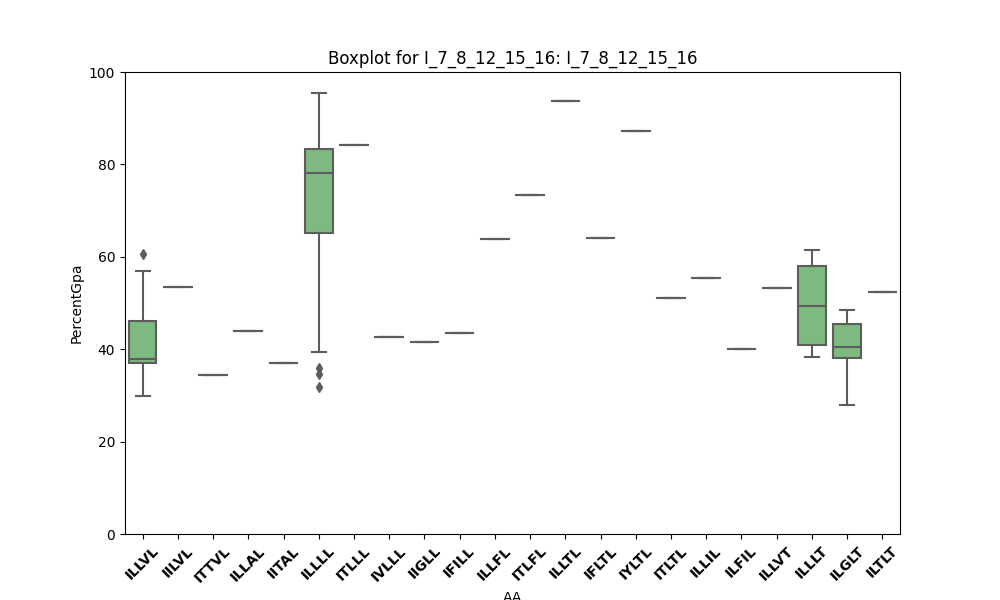 Boxplot for I_7_8_12_15_16: I_7_8_12_15_16
100
80
60
40
20
0
PercentGpa
ILLVL
IILVL
ITTVL
ILLAL
IITAL
ILLLL
ITLLL
IVLLL
IIGLL
IFILL
ILLFL
ITLFL
ILLTL
IFLTL
IYLTL
ITLTL
ILLIL
ILFIL
ILLVT
ILLLT
ILGLT
ILTLT
AA